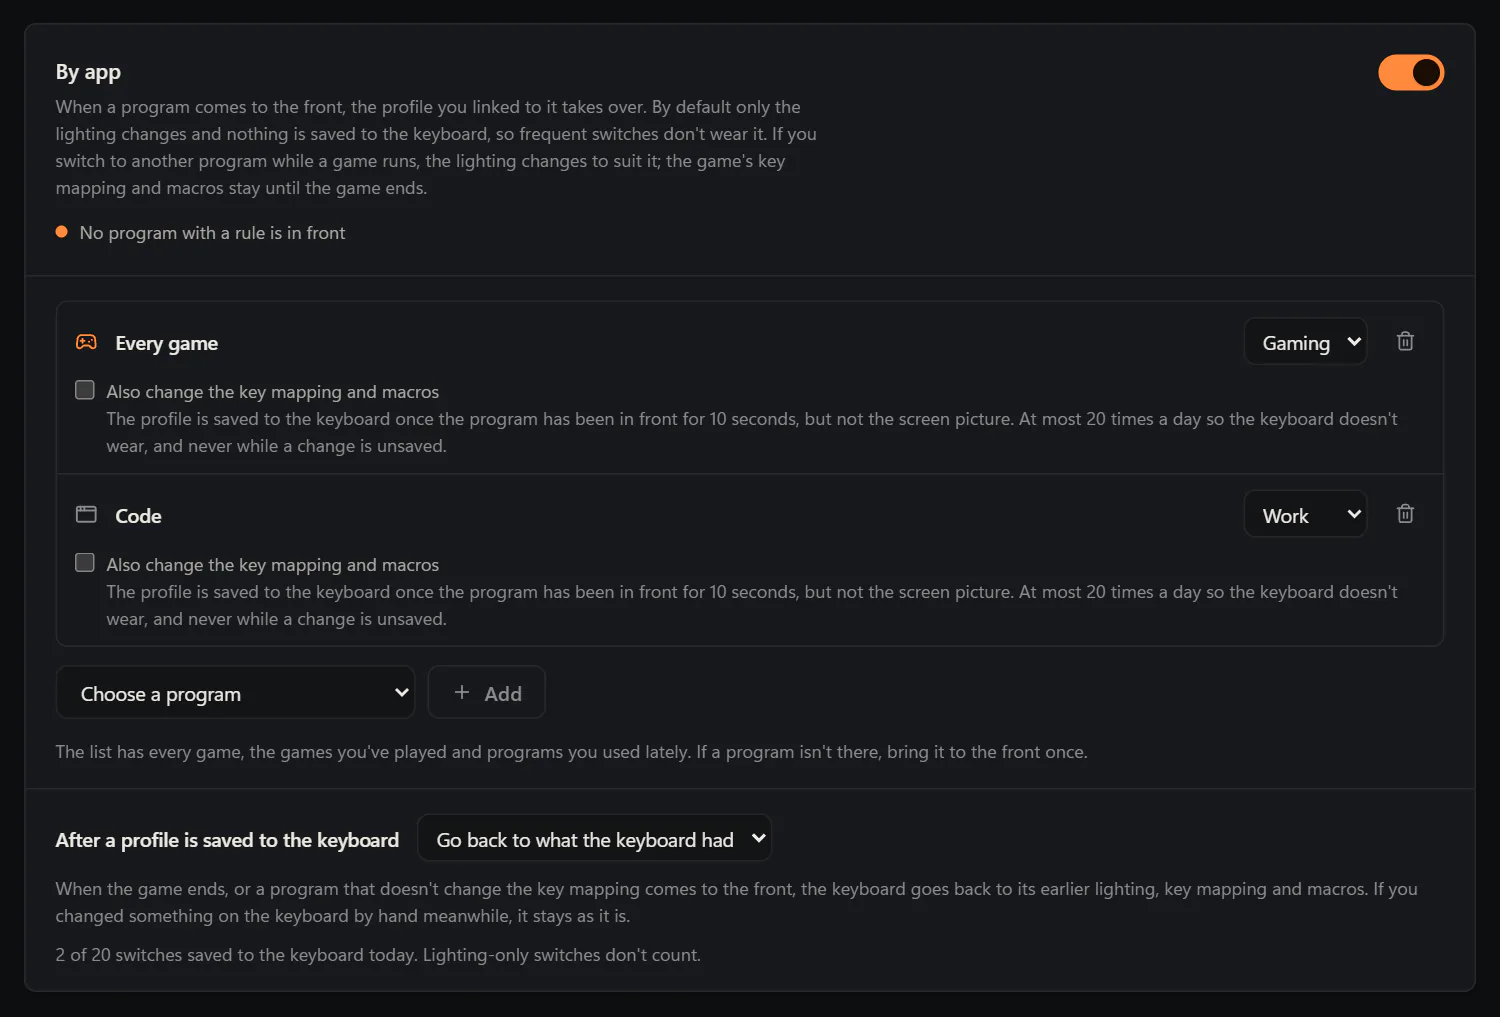 By app
When a program comes to the front, the profile you linked to it takes over. By default only the
lighting changes and nothing is saved to the keyboard, so frequent switches don't wear it. If you
switch to another program while a game runs, the lighting changes to suit it; the game's key
mapping and macros stay until the game ends.
No program with a rule is in front
Every game
Gaming
Also change the key mapping and macros
The profile is saved to the keyboard once the program has been in front for 10 seconds, but not the screen picture. At most 20 times a day so the keyboard doesn't
wear, and never while a change is unsaved.
Code
Work
Also change the key mapping and macros
The profile is saved to the keyboard once the program has been in front for 10 seconds, but not the screen picture. At most 20 times a day so the keyboard doesn't
wear, and never while a change is unsaved.
Choose a program
+ Add
The list has every game, the games you've played and programs you used lately. If a program isn't there, bring it to the front once.
After a profile is saved to the keyboard
Go back to what the keyboard had
When the game ends, or a program that doesn't change the key mapping comes to the front, the keyboard goes back to its earlier lighting, key mapping and macros. If you
changed something on the keyboard by hand meanwhile, it stays as it is.
2 of 20 switches saved to the keyboard today. Lighting-only switches don't count.